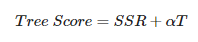 Tree Score = SSR + αT